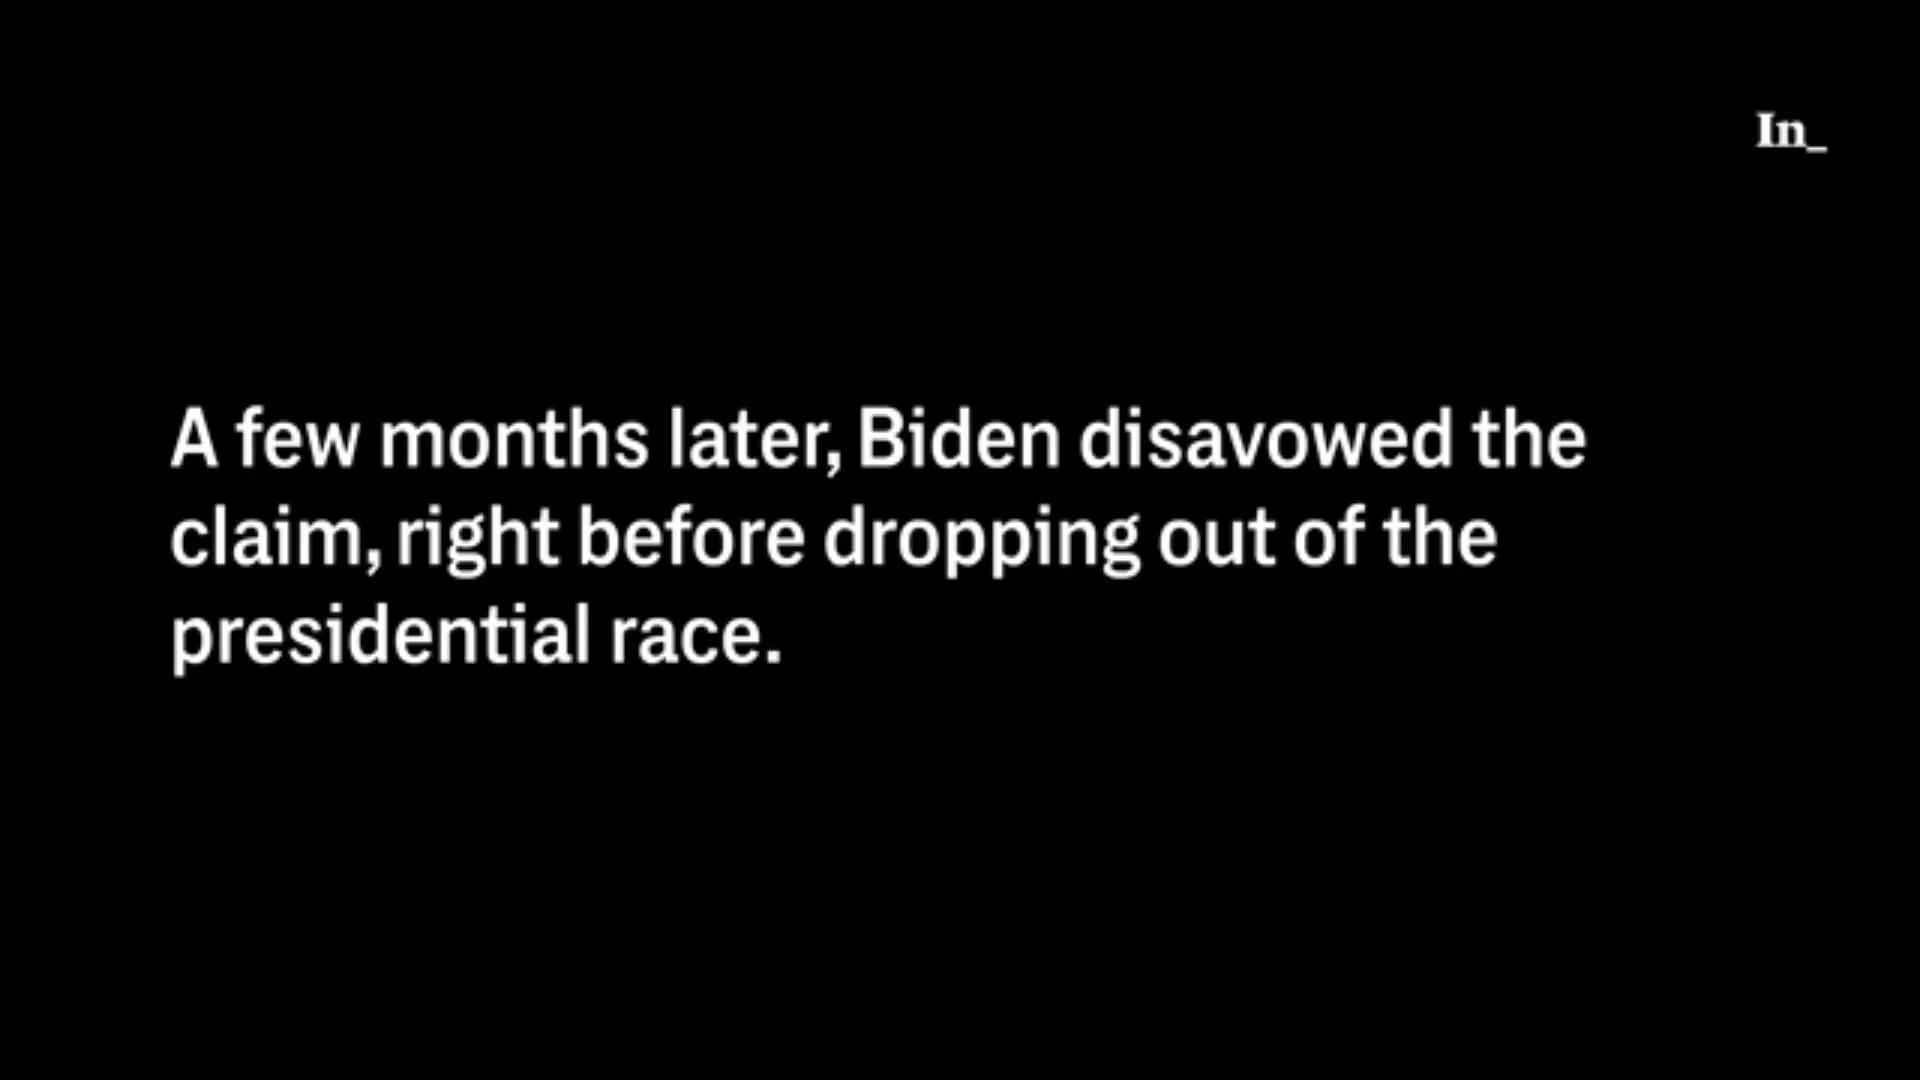 In_
A few months later, Biden disavowed the
claim, right before dropping out of the
presidential race.